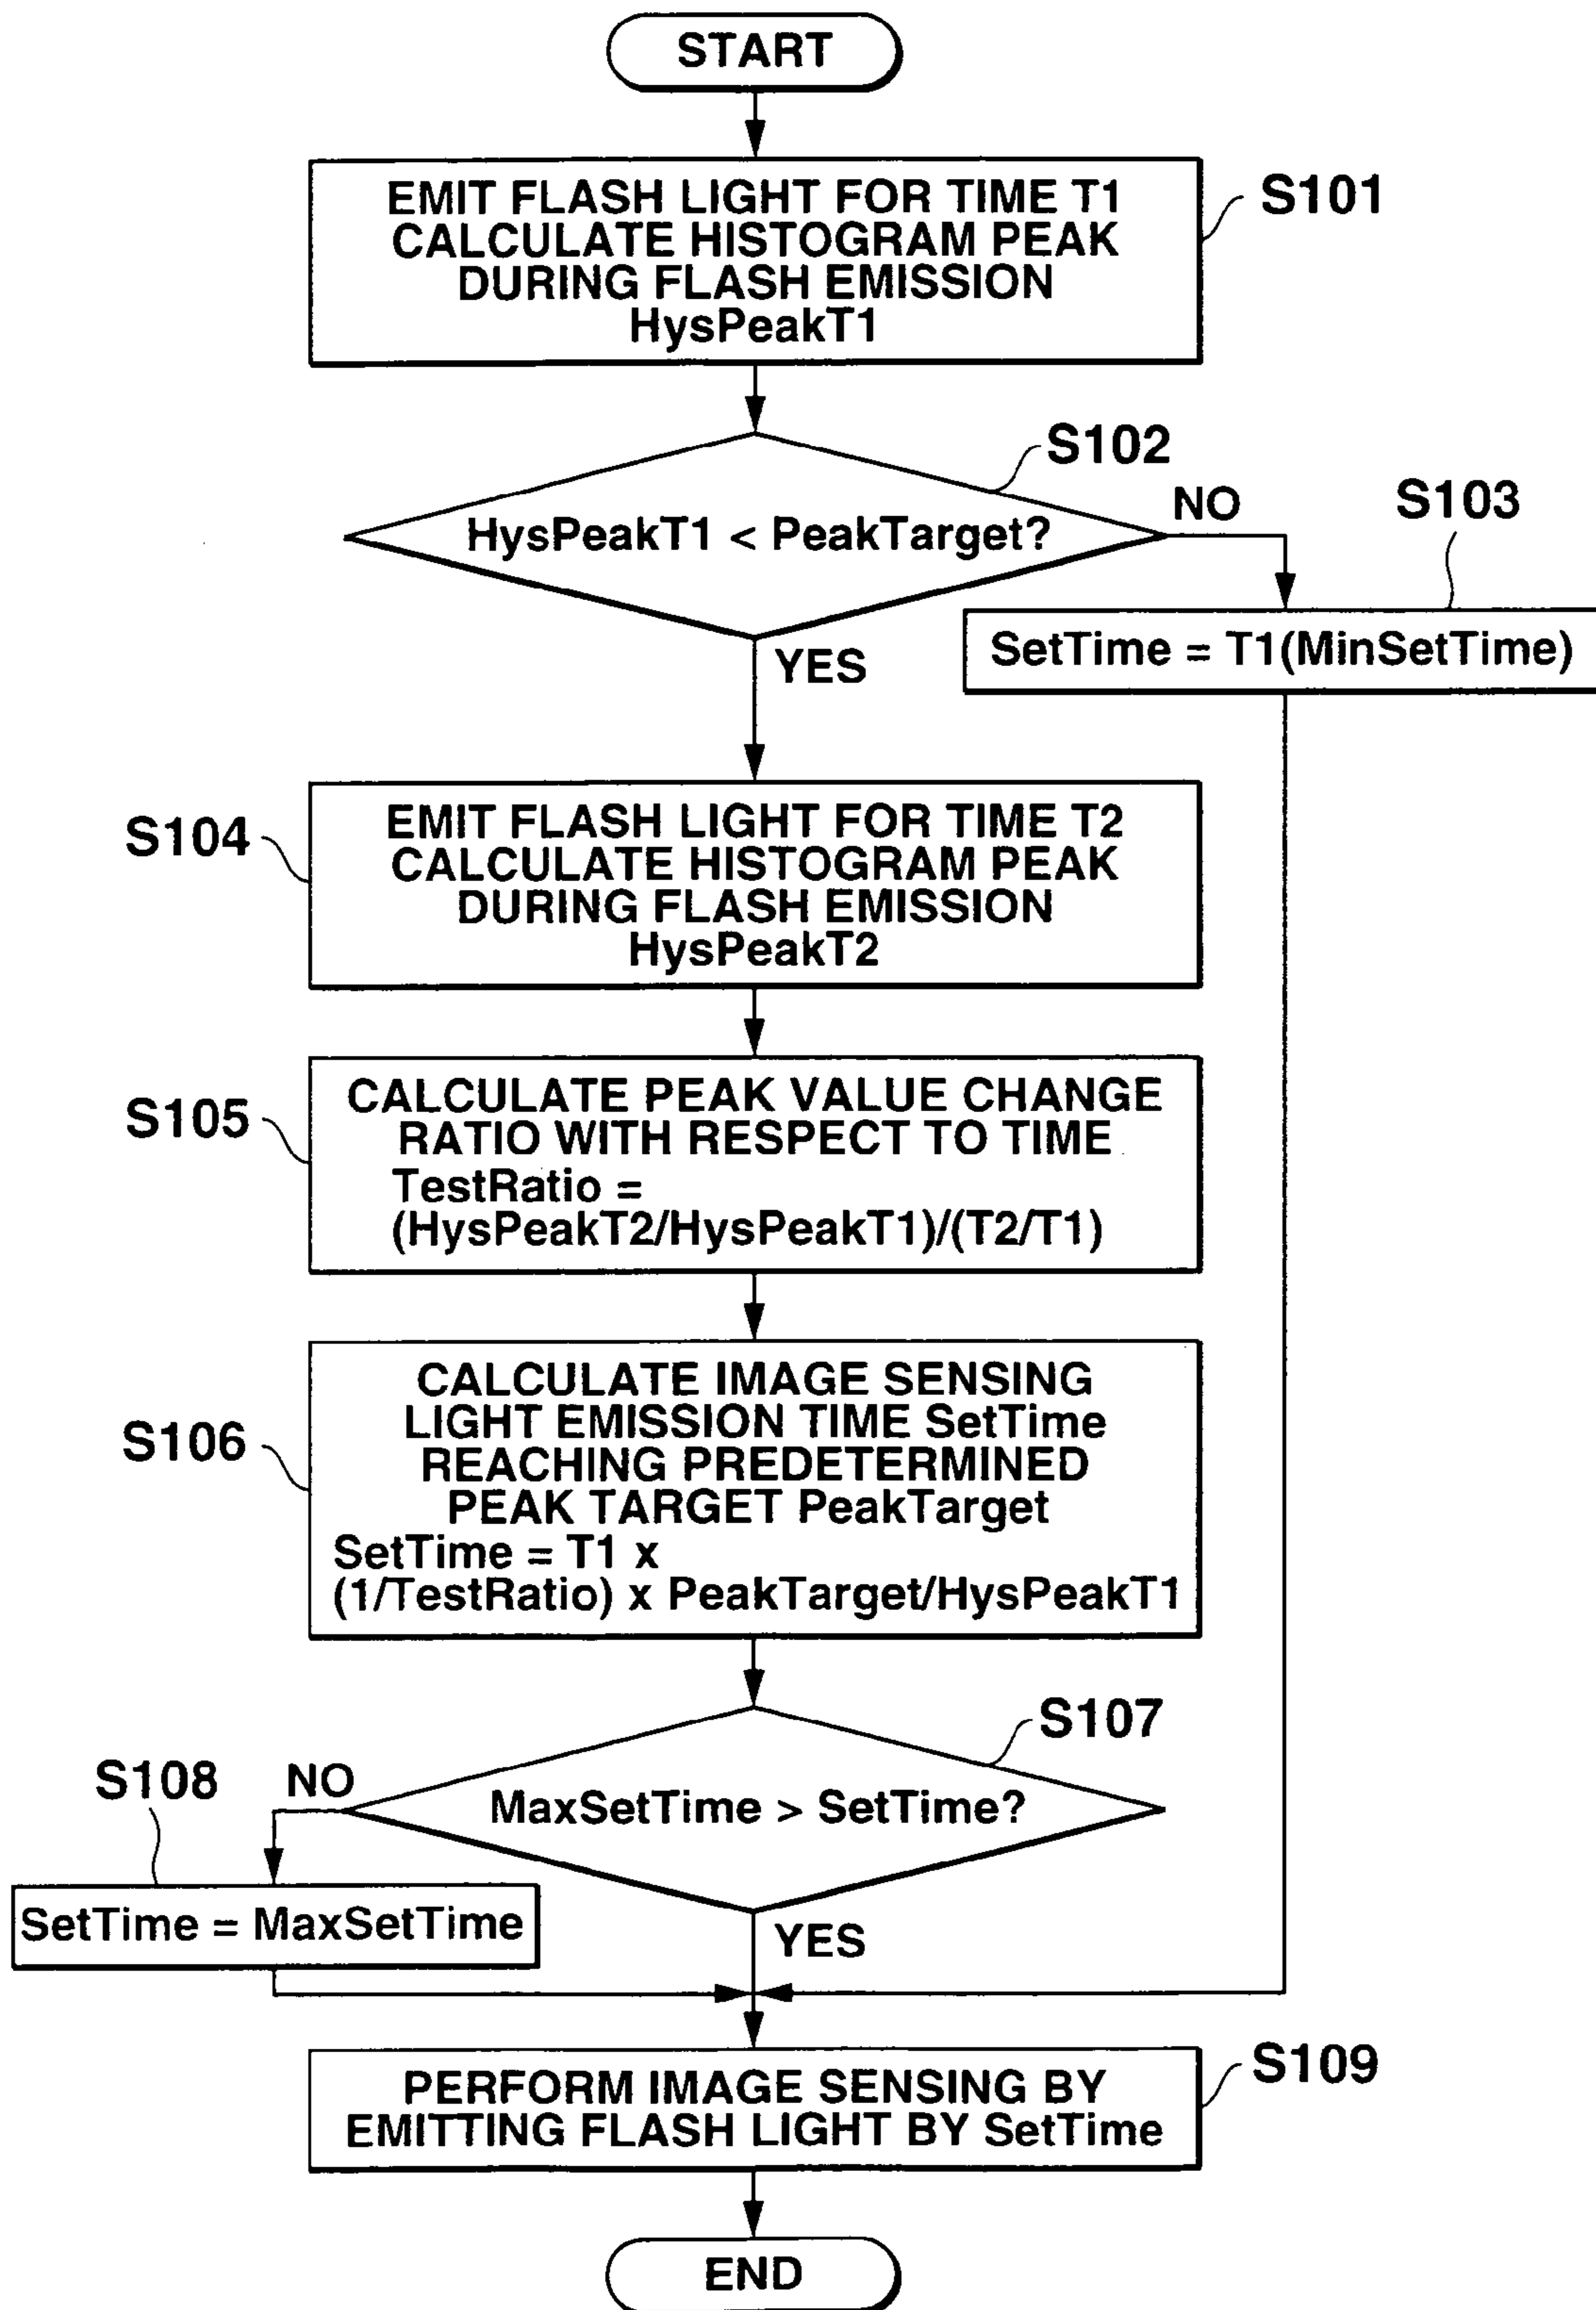 START
EMIT FLASH LIGHT FOR TIME T1
CALCULATE HISTOGRAM PEAK
DURING FLASH EMISSION
HysPeakT1
S101
S102
HysPeakT1 < PeakTarget?
NO
S103
SetTime = T1(MinSetTime)
YES
S104
EMIT FLASH LIGHT FOR TIME T2
CALCULATE HISTOGRAM PEAK
DURING FLASH EMISSION
HysPeakT2
S105
CALCULATE PEAK VALUE CHANGE
RATIO WITH RESPECT TO TIME
TestRatio =
(HysPeakT2/HysPeakT1)/(T2/T1)
S106
CALCULATE IMAGE SENSING
LIGHT EMISSION TIME SetTime
REACHING PREDETERMINED
PEAK TARGET PeakTarget
SetTime = T1 x
(1/TestRatio) x PeakTarget/HysPeakT1
S107
MaxSetTime > SetTime?
S108
NO
SetTime = MaxSetTime
YES
S109
PERFORM IMAGE SENSING BY
EMITTING FLASH LIGHT BY SetTime
END